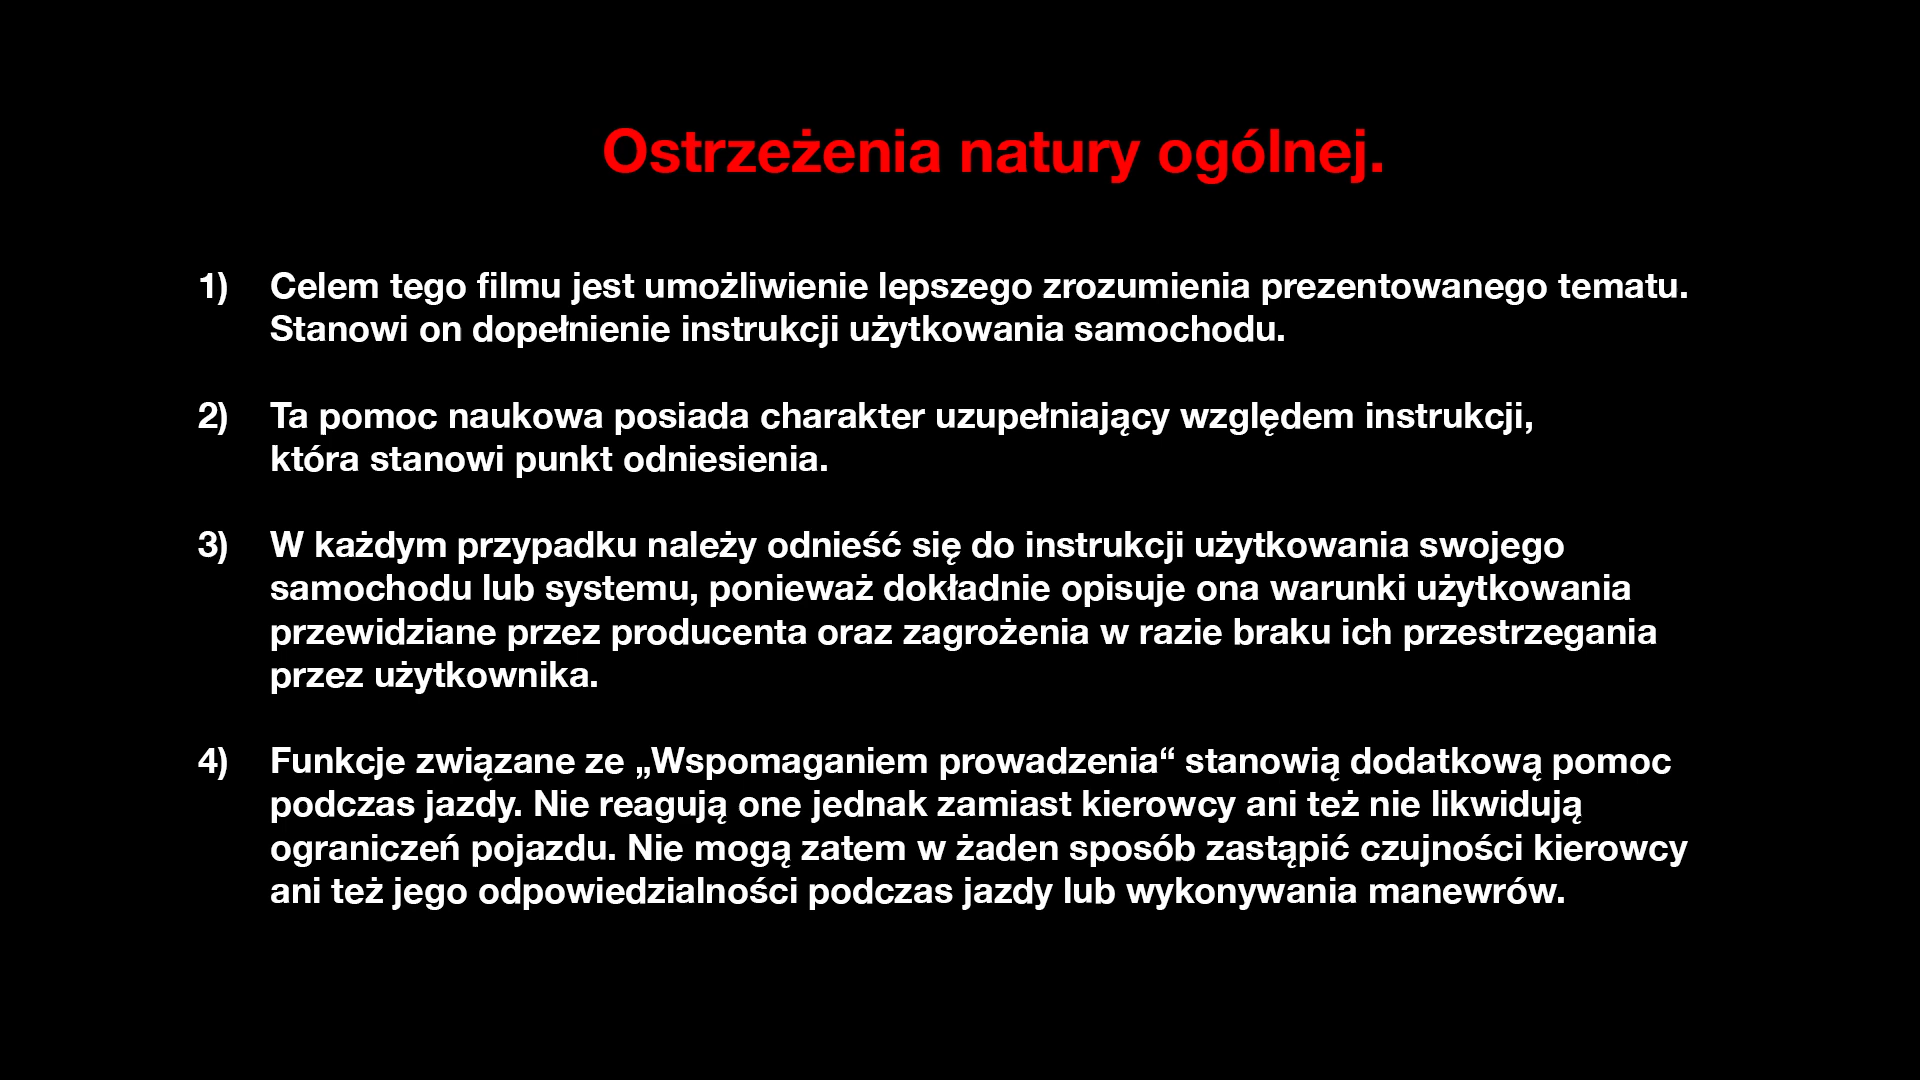 Ostrzeżenia natury ogólnej.
1) Celem tego filmu jest umożliwienie lepszego zrozumienia prezentowanego tematu.
Stanowi on dopełnienie instrukcji użytkowania samochodu.
2) Ta pomoc naukowa posiada charakter uzupełniający względem instrukcji,
która stanowi punkt odniesienia.
3) W każdym przypadku należy odnieść się do instrukcji użytkowania swojego
samochodu lub systemu, ponieważ dokładnie opisuje ona warunki użytkowania
przewidziane przez producenta oraz zagrożenia w razie braku ich przestrzegania
przez użytkownika.
4) Funkcje związane ze „Wspomaganiem prowadzenia“ stanowią dodatkową pomoc
podczas jazdy. Nie reagują one jednak zamiast kierowcy ani też nie likwidują
ograniczeń pojazdu. Nie mogą zatem w żaden sposób zastąpić czujności kierowcy
ani też jego odpowiedzialności podczas jazdy lub wykonywania manewrów.